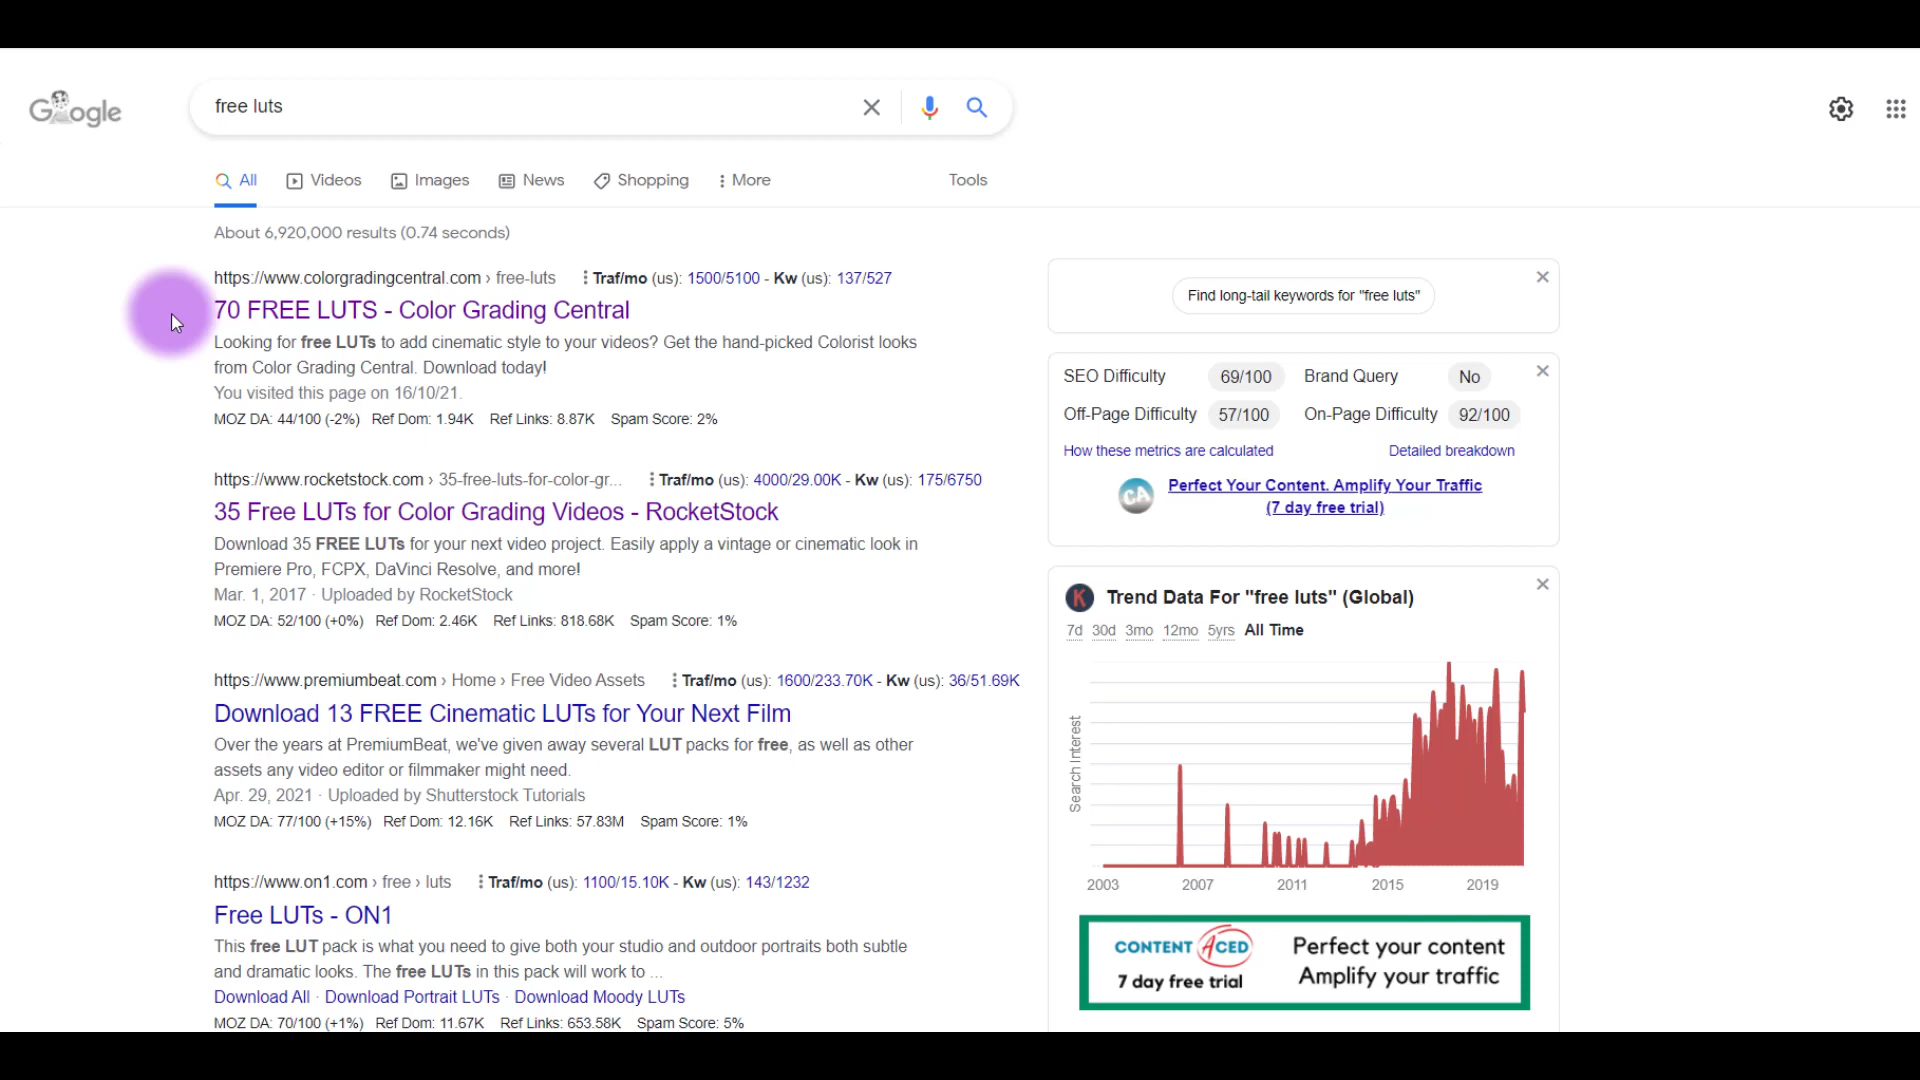 Google
free luts
All
Videos
Images
News
Shopping
More
Tools
About 6,920,000 results (0.74 seconds)
https://www.colorgradingcentral.com › free-luts
Traf/mo (us): 1500/5100 - Kw (us): 137/527
70 FREE LUTS - Color Grading Central
Looking for free LUTs to add cinematic style to your videos? Get the hand-picked Colorist looks
from Color Grading Central. Download today!
You visited this page on 16/10/21.
MOZ DA: 44/100 (-2%) Ref Dom: 1.94K Ref Links: 8.87K Spam Score: 2%
https://www.rocketstock.com › 35-free-luts-for-color-gr...
Traf/mo (us): 4000/29.00K - Kw (us): 175/6750
35 Free LUTs for Color Grading Videos - RocketStock
Download 35 FREE LUTs for your next video project. Easily apply a vintage or cinematic look in
Premiere Pro, FCPX, DaVinci Resolve, and more!
Mar. 1, 2017 · Uploaded by RocketStock
MOZ DA: 52/100 (+0%) Ref Dom: 2.46K Ref Links: 818.68K Spam Score: 1%
https://www.premiumbeat.com › Home › Free Video Assets
Traf/mo (us): 1600/233.70K - Kw (us): 36/51.69K
Download 13 FREE Cinematic LUTs for Your Next Film
Over the years at PremiumBeat, we've given away several LUT packs for free, as well as other
assets any video editor or filmmaker might need.
Apr. 29, 2021 · Uploaded by Shutterstock Tutorials
MOZ DA: 77/100 (+15%) Ref Dom: 12.16K Ref Links: 57.83M Spam Score: 1%
https://www.on1.com › free › luts
Traf/mo (us): 1100/15.10K - Kw (us): 143/1232
Free LUTs - ON1
This free LUT pack is what you need to give both your studio and outdoor portraits both subtle
and dramatic looks. The free LUTs in this pack will work to ...
Download All · Download Portrait LUTs · Download Moody LUTs
MOZ DA: 70/100 (+1%) Ref Dom: 11.67K Ref Links: 653.58K Spam Score: 5%
Find long-tail keywords for "free luts"
SEO Difficulty 69/100 Brand Query No
Off-Page Difficulty 57/100 On-Page Difficulty 92/100
How these metrics are calculated
Detailed breakdown
CA
Perfect Your Content. Amplify Your Traffic
(7 day free trial)
K
Trend Data For "free luts" (Global)
7d 30d 3mo 12mo 5yrs All Time
Search Interest
2003 2007 2011 2015 2019
CONTENT ACED
7 day free trial
Perfect your content
Amplify your traffic